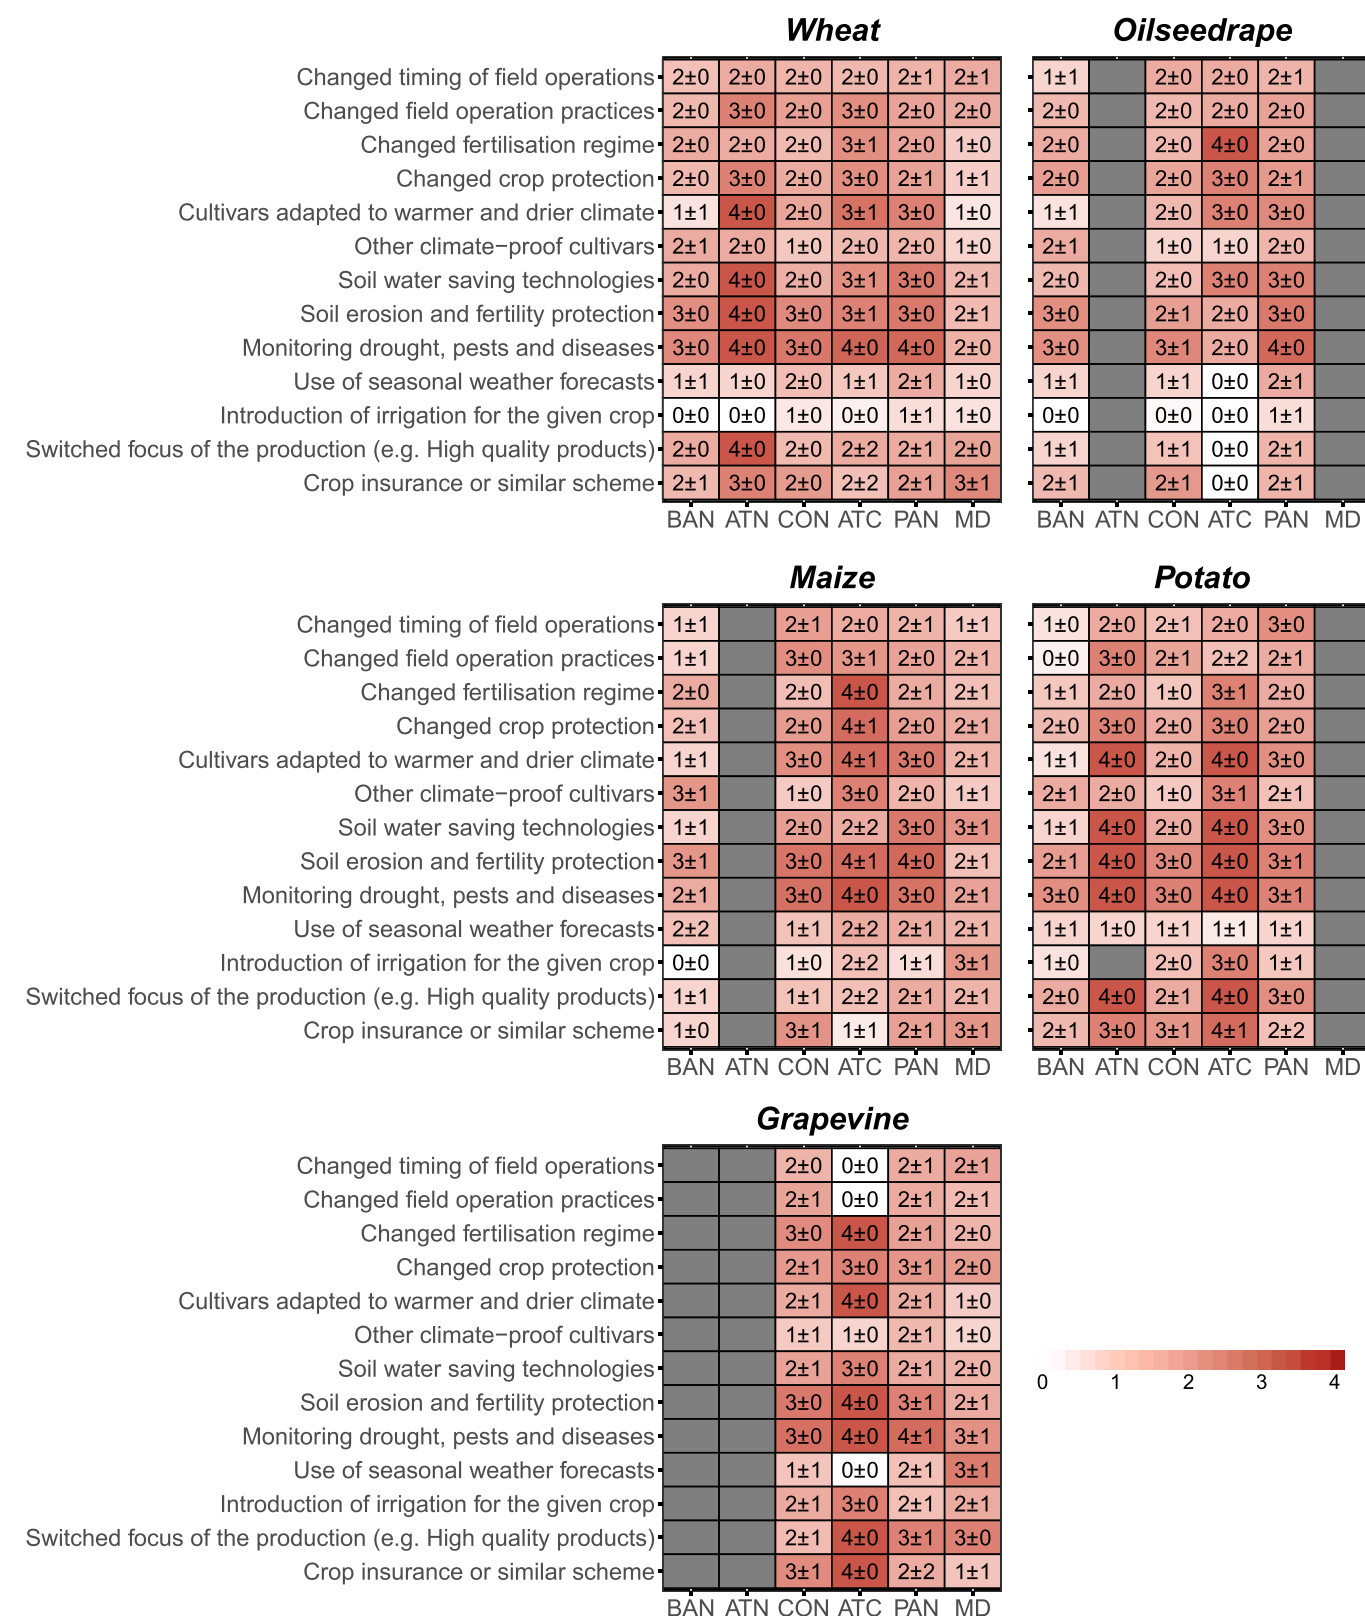 Wheat Oilseedrape
Changed timing of field operations 2±0 2±0 2±0 2±0 2±1 2±1 1±1 2±0 2±0 2±1
Changed field operation practices 2±0 3±0 2±0 3±0 2±0 2±0 2±0 2±0 2±0 2±0
Changed fertilisation regime 2±0 2±0 2±0 3±1 2±0 1±0 2±0 2±0 4±0 2±0
Changed crop protection 2±0 3±0 2±0 3±0 2±1 1±1 2±0 2±0 3±0 2±1
Cultivars adapted to warmer and drier climate 1±1 4±0 2±0 3±1 3±0 1±0 1±1 2±0 3±0 3±0
Other climate−proof cultivars 2±1 2±0 1±0 2±0 2±0 1±0 2±1 1±0 1±0 2±0
Soil water saving technologies 2±0 4±0 2±0 3±1 3±0 2±1 2±0 2±0 3±0 3±0
Soil erosion and fertility protection 3±0 4±0 3±0 3±1 3±0 2±1 3±0 2±1 2±0 3±0
Monitoring drought, pests and diseases 3±0 4±0 3±0 4±0 4±0 2±0 3±0 3±1 2±0 4±0
Use of seasonal weather forecasts 1±1 1±0 2±0 1±1 2±1 1±0 1±1 1±1 0±0 2±1
Introduction of irrigation for the given crop 0±0 0±0 1±0 0±0 1±1 1±0 0±0 0±0 0±0 1±1
Switched focus of the production (e.g. High quality products) 2±0 4±0 2±0 2±2 2±1 2±0 1±1 1±1 0±0 2±1
Crop insurance or similar scheme 2±1 3±0 2±0 2±2 2±1 3±1 2±1 2±1 0±0 2±1
BAN ATN CON ATC PAN MD BAN ATN CON ATC PAN MD
Maize Potato
Changed timing of field operations 1±1 2±1 2±0 2±1 1±1 1±0 2±0 2±1 2±0 3±0
Changed field operation practices 1±1 3±0 3±1 2±0 2±1 0±0 3±0 2±1 2±2 2±1
Changed fertilisation regime 2±0 2±0 4±0 2±1 2±1 1±1 2±0 1±0 3±1 2±0
Changed crop protection 2±1 2±0 4±1 2±0 2±1 2±0 3±0 2±0 3±0 2±0
Cultivars adapted to warmer and drier climate 1±1 3±0 4±1 3±0 2±1 1±1 4±0 2±0 4±0 3±0
Other climate−proof cultivars 3±1 1±0 3±0 2±0 1±1 2±1 2±0 1±0 3±1 2±1
Soil water saving technologies 1±1 2±0 2±2 3±0 3±1 1±1 4±0 2±0 4±0 3±0
Soil erosion and fertility protection 3±1 3±0 4±1 4±0 2±1 2±1 4±0 3±0 4±0 3±1
Monitoring drought, pests and diseases 2±1 3±0 4±0 3±0 2±1 3±0 4±0 3±0 4±0 3±1
Use of seasonal weather forecasts 2±2 1±1 2±2 2±1 2±1 1±1 1±0 1±1 1±1 1±1
Introduction of irrigation for the given crop 0±0 1±0 2±2 1±1 3±1 1±0 2±0 3±0 1±1
Switched focus of the production (e.g. High quality products) 1±1 1±1 2±2 2±1 2±1 2±0 4±0 2±1 4±0 3±0
Crop insurance or similar scheme 1±0 3±1 1±1 2±1 3±1 2±1 3±0 3±1 4±1 2±2
BAN ATN CON ATC PAN MD BAN ATN CON ATC PAN MD
Grapevine
Changed timing of field operations 2±0 0±0 2±1 2±1
Changed field operation practices 2±1 0±0 2±1 2±1
Changed fertilisation regime 3±0 4±0 2±1 2±0
Changed crop protection 2±1 3±0 3±1 2±0
Cultivars adapted to warmer and drier climate 2±1 4±0 2±1 1±0
Other climate−proof cultivars 1±1 1±0 2±1 1±0
Soil water saving technologies 2±1 3±0 2±1 2±0
Soil erosion and fertility protection 3±0 4±0 3±1 2±1
Monitoring drought, pests and diseases 3±0 4±0 4±1 3±1
Use of seasonal weather forecasts 1±1 0±0 2±1 3±1
Introduction of irrigation for the given crop 2±1 3±0 2±1 2±1
Switched focus of the production (e.g. High quality products) 2±1 4±0 3±1 3±0
Crop insurance or similar scheme 3±1 4±0 2±2 1±1
BAN ATN CON ATC PAN MD
0 1 2 3 4